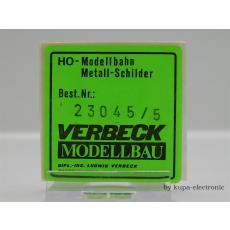 HO-Modellbahn
Metall-Schilder
Best.Nr.:
23045/5
VERBECK
MODELLBAU
DIPL.-ING. LUDWIG VERBECK
by kupa-electronic